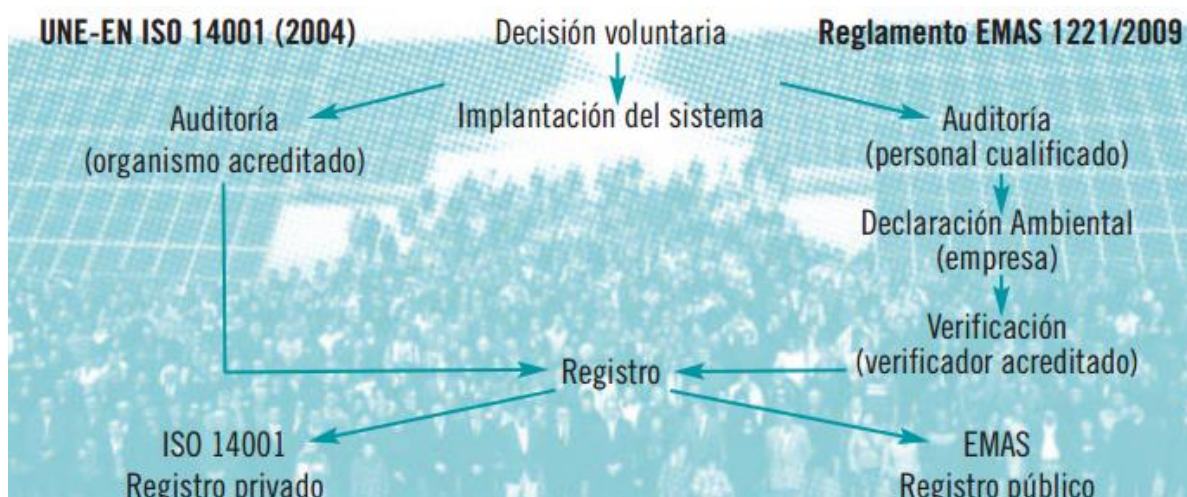 UNE-EN ISO 14001 (2004)
Decisión voluntaria
Reglamento EMAS 1221/2009
Implantación del sistema
Auditoría
(organismo acreditado)
Auditoría
(personal cualificado)
Declaración Ambiental
(empresa)
Verificación
(verificador acreditado)
Registro
ISO 14001
Registro privado
EMAS
Registro público